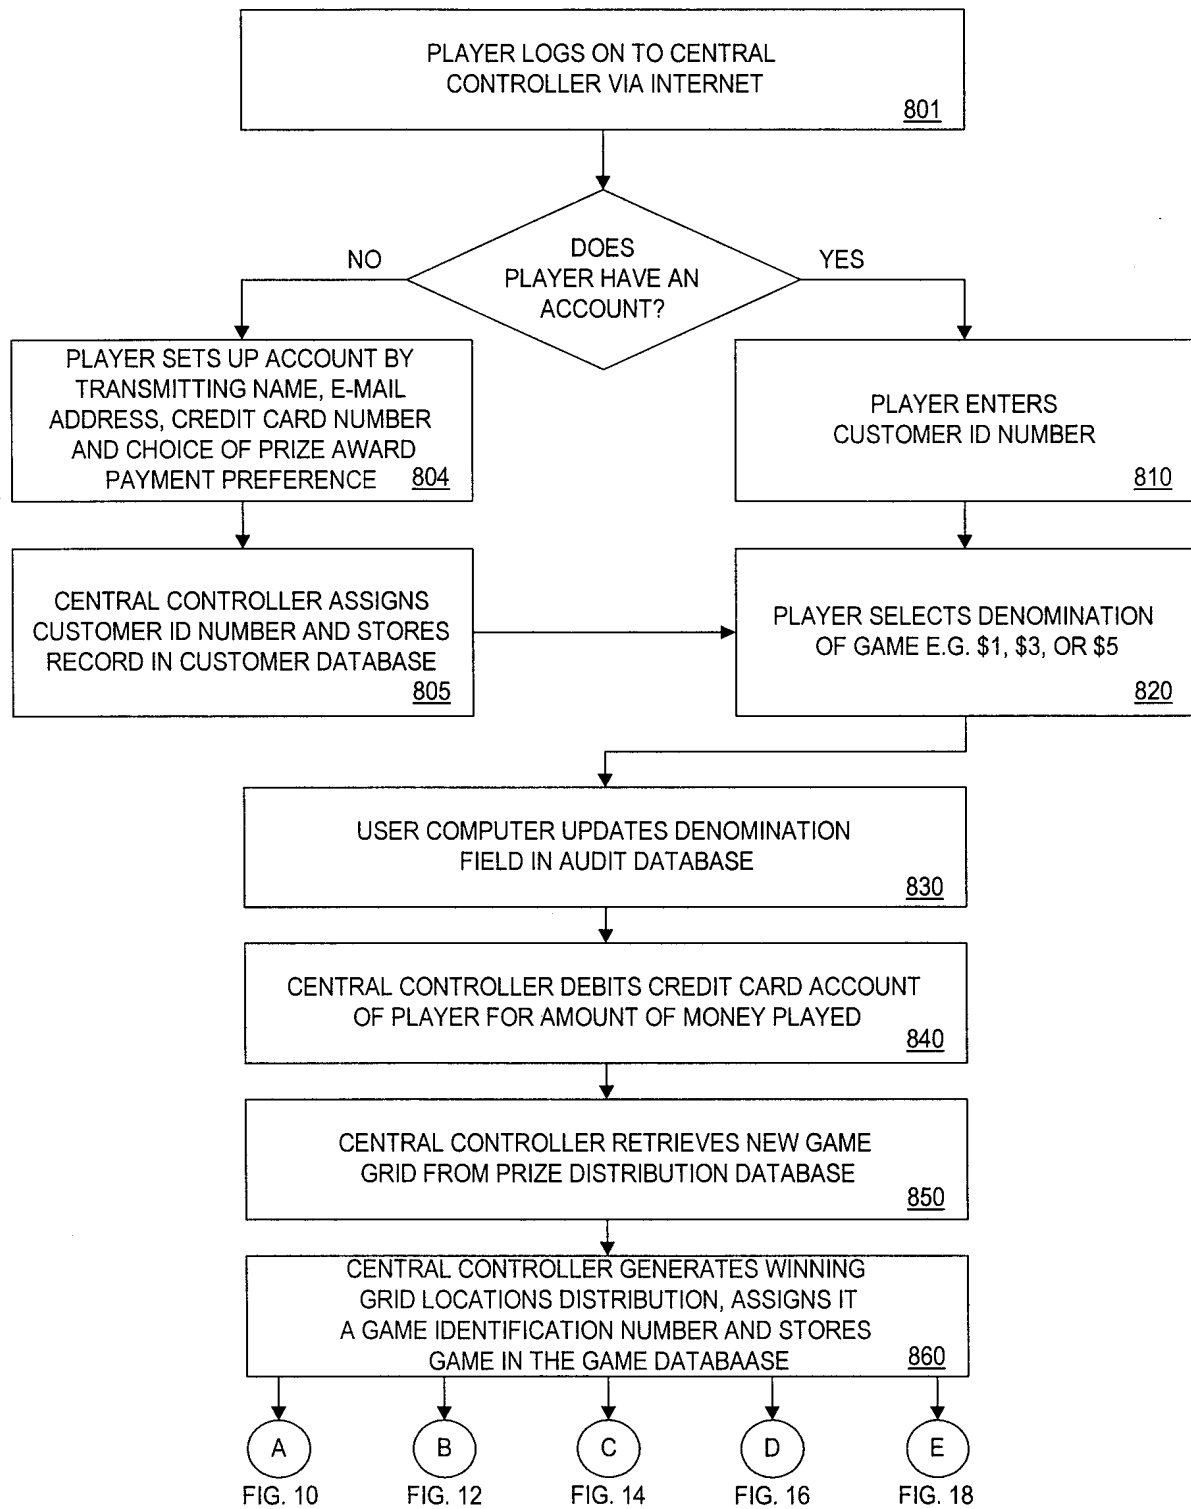 PLAYER LOGS ON TO CENTRAL
CONTROLLER VIA INTERNET
801
DOES
PLAYER HAVE AN
ACCOUNT?
NO
YES
PLAYER SETS UP ACCOUNT BY
TRANSMITTING NAME, E-MAIL
ADDRESS, CREDIT CARD NUMBER
AND CHOICE OF PRIZE AWARD
PAYMENT PREFERENCE 804
PLAYER ENTERS
CUSTOMER ID NUMBER
810
CENTRAL CONTROLLER ASSIGNS
CUSTOMER ID NUMBER AND STORES
RECORD IN CUSTOMER DATABASE
805
PLAYER SELECTS DENOMINATION
OF GAME E.G. $1, $3, OR $5
820
USER COMPUTER UPDATES DENOMINATION
FIELD IN AUDIT DATABASE
830
CENTRAL CONTROLLER DEBITS CREDIT CARD ACCOUNT
OF PLAYER FOR AMOUNT OF MONEY PLAYED
840
CENTRAL CONTROLLER RETRIEVES NEW GAME
GRID FROM PRIZE DISTRIBUTION DATABASE
850
CENTRAL CONTROLLER GENERATES WINNING
GRID LOCATIONS DISTRIBUTION, ASSIGNS IT
A GAME IDENTIFICATION NUMBER AND STORES
GAME IN THE GAME DATABAASE 860
A B C D E
FIG. 10 FIG. 12 FIG. 14 FIG. 16 FIG. 18